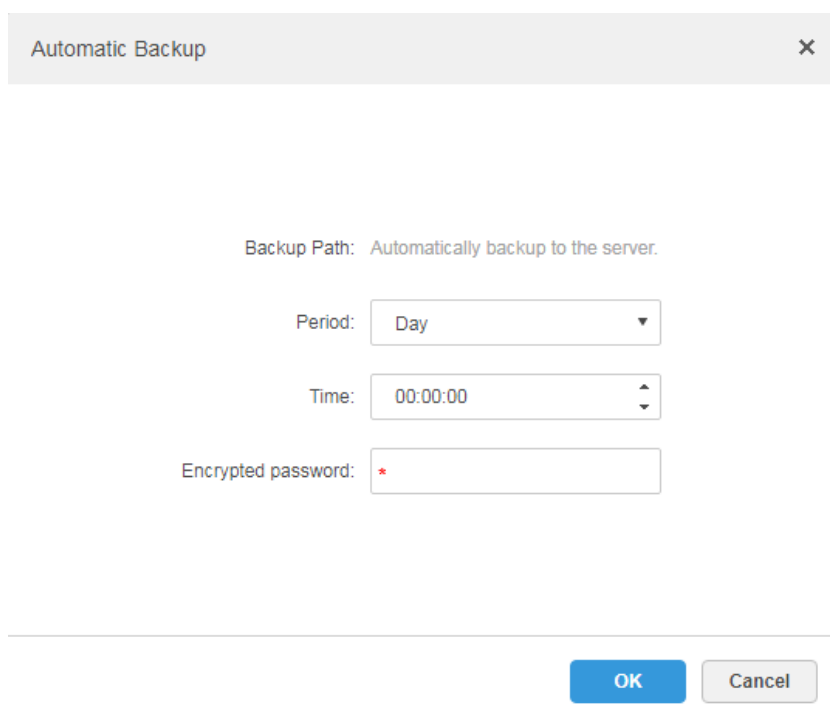 Automatic Backup
Backup Path: Automatically backup to the server.
Period: Day
Time: 00:00:00
Encrypted password: *
OK Cancel